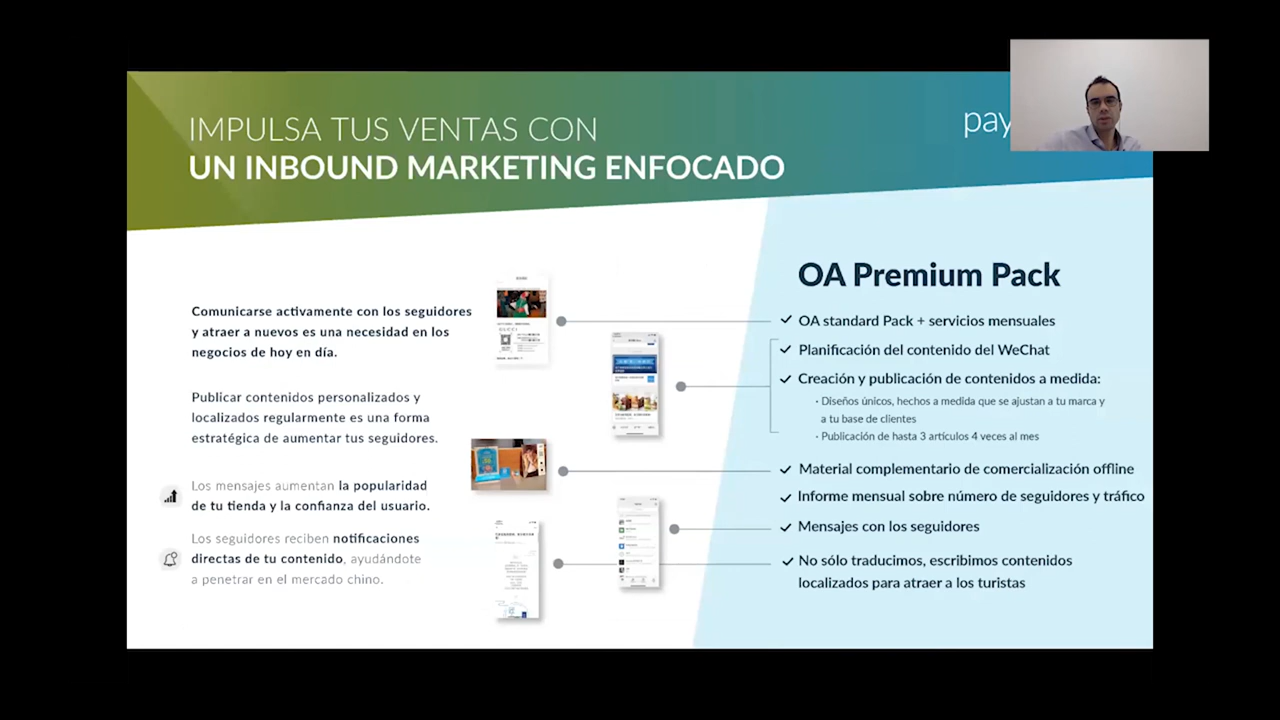 IMPULSA TUS VENTAS CON
UN INBOUND MARKETING ENFOCADO
pay
Comunicarse activamente con los seguidores
y atraer a nuevos es una necesidad en los
negocios de hoy en día.
Publicar contenidos personalizados y
localizados regularmente es una forma
estratégica de aumentar tus seguidores.
Los mensajes aumentan la popularidad
de tu tienda y la confianza del usuario.
Los seguidores reciben notificaciones
directas de tu contenido, ayudándote
a penetrar en el mercado chino.
OA Premium Pack
OA standard Pack + servicios mensuales
Planificación del contenido del WeChat
Creación y publicación de contenidos a medida:
· Diseños únicos, hechos a medida que se ajustan a tu marca y
a tu base de clientes
· Publicación de hasta 3 artículos 4 veces al mes
Material complementario de comercialización offline
Informe mensual sobre número de seguidores y tráfico
Mensajes con los seguidores
No sólo traducimos, escribimos contenidos
localizados para atraer a los turistas